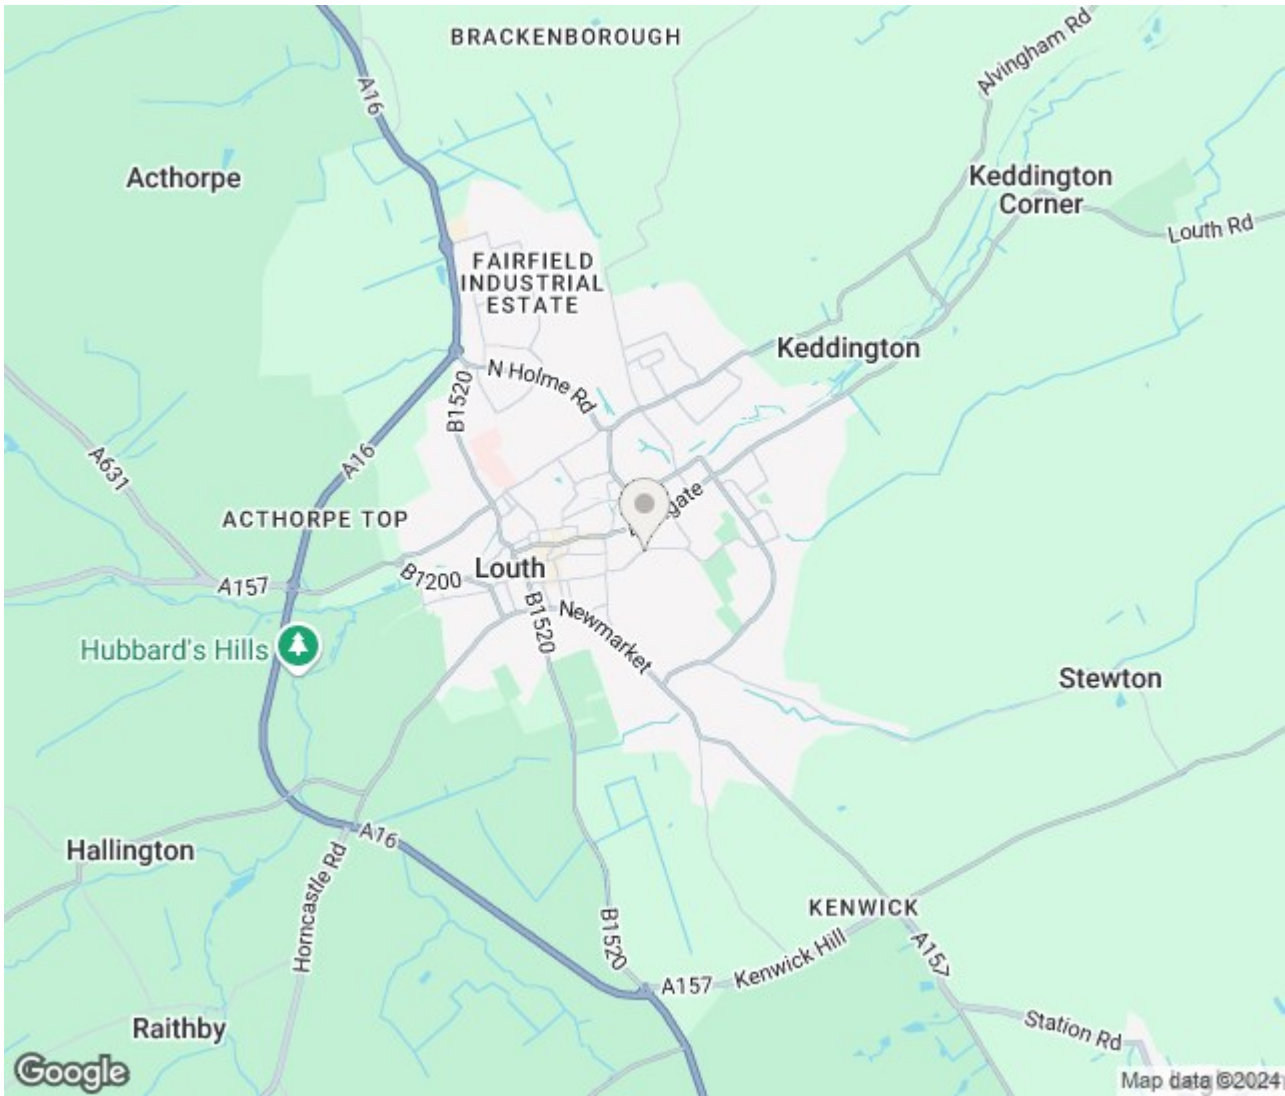 BRACKENBOROUGH
Alvingham Rd
A16
Acthorpe
Keddington
Corner
Louth Rd
FAIRFIELD
INDUSTRIAL
ESTATE
Keddington
N Holme Rd
B1520
A631
A16
ACTHORPE TOP
gate
Louth
B1200
A157
B1520
Newmarket
Hubbard's Hills
Stewton
Hallington
A16
Horncastle Rd
KENWICK
B1520
A157
Kenwick Hill
A157
Raithby
Station Rd
Google
Map data ©2024